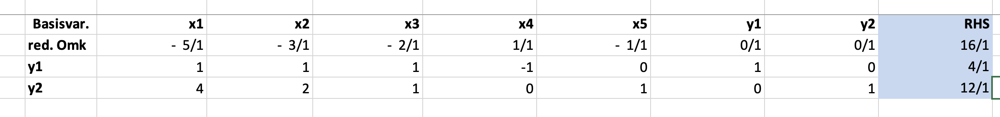 Basisvar. x1 x2 x3 x4 x5 y1 y2 RHS
red. Omk - 5/1 - 3/1 - 2/1 1/1 - 1/1 0/1 0/1 16/1
y1 1 1 1 -1 0 1 0 4/1
y2 4 2 1 0 1 0 1 12/1